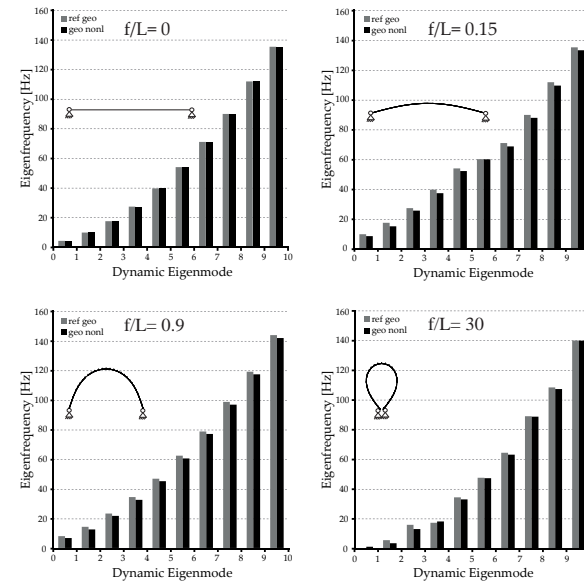 f/L= 0
ref geo
geo nonl
Eigenfrequency [Hz]
160
140
120
100
80
60
40
20
0
0 1 2 3 4 5 6 7 8 9 10
Dynamic Eigenmode
f/L= 0.15
ref geo
geo nonl
Eigenfrequency [Hz]
160
140
120
100
80
60
40
20
0
0 1 2 3 4 5 6 7 8 9
Dynamic Eigenmode
f/L= 0.9
ref geo
geo nonl
Eigenfrequency [Hz]
160
140
120
100
80
60
40
20
0
0 1 2 3 4 5 6 7 8 9 10
Dynamic Eigenmode
f/L= 30
ref geo
geo nonl
Eigenfrequency [Hz]
160
140
120
100
80
60
40
20
0
0 1 2 3 4 5 6 7 8 9
Dynamic Eigenmode